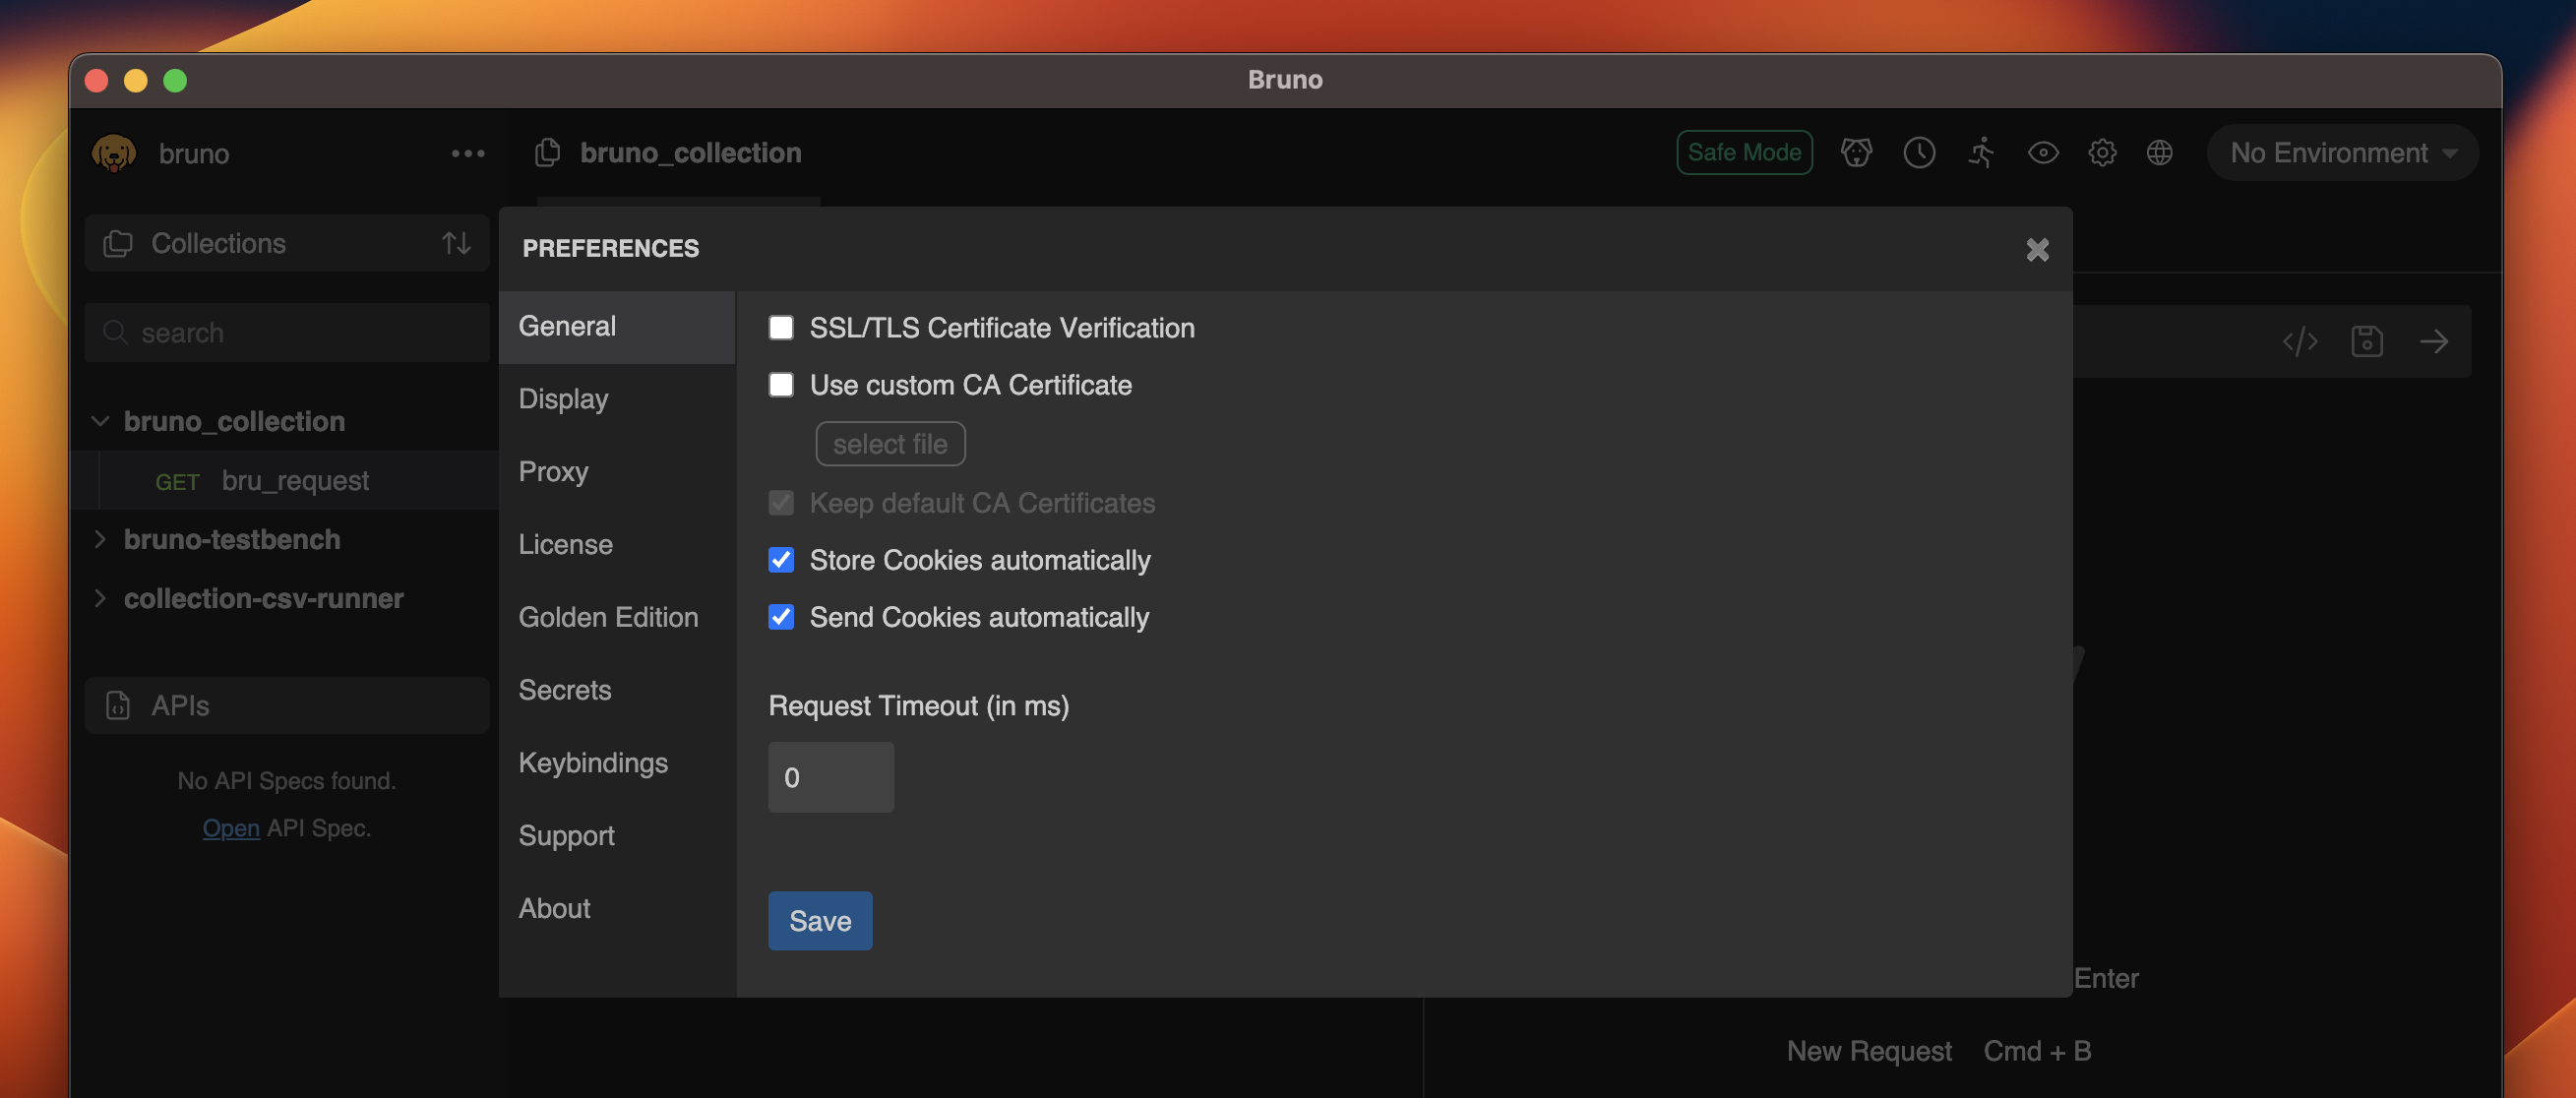 Bruno
bruno
bruno_collection
Safe Mode
No Environment
Collections
search
bruno_collection
GET bru_request
bruno-testbench
collection-csv-runner
APIs
No API Specs found.
Open API Spec.
PREFERENCES
General
Display
Proxy
License
Golden Edition
Secrets
Keybindings
Support
About
SSL/TLS Certificate Verification
Use custom CA Certificate
select file
Keep default CA Certificates
Store Cookies automatically
Send Cookies automatically
Request Timeout (in ms)
0
Save
Enter
New Request Cmd + B